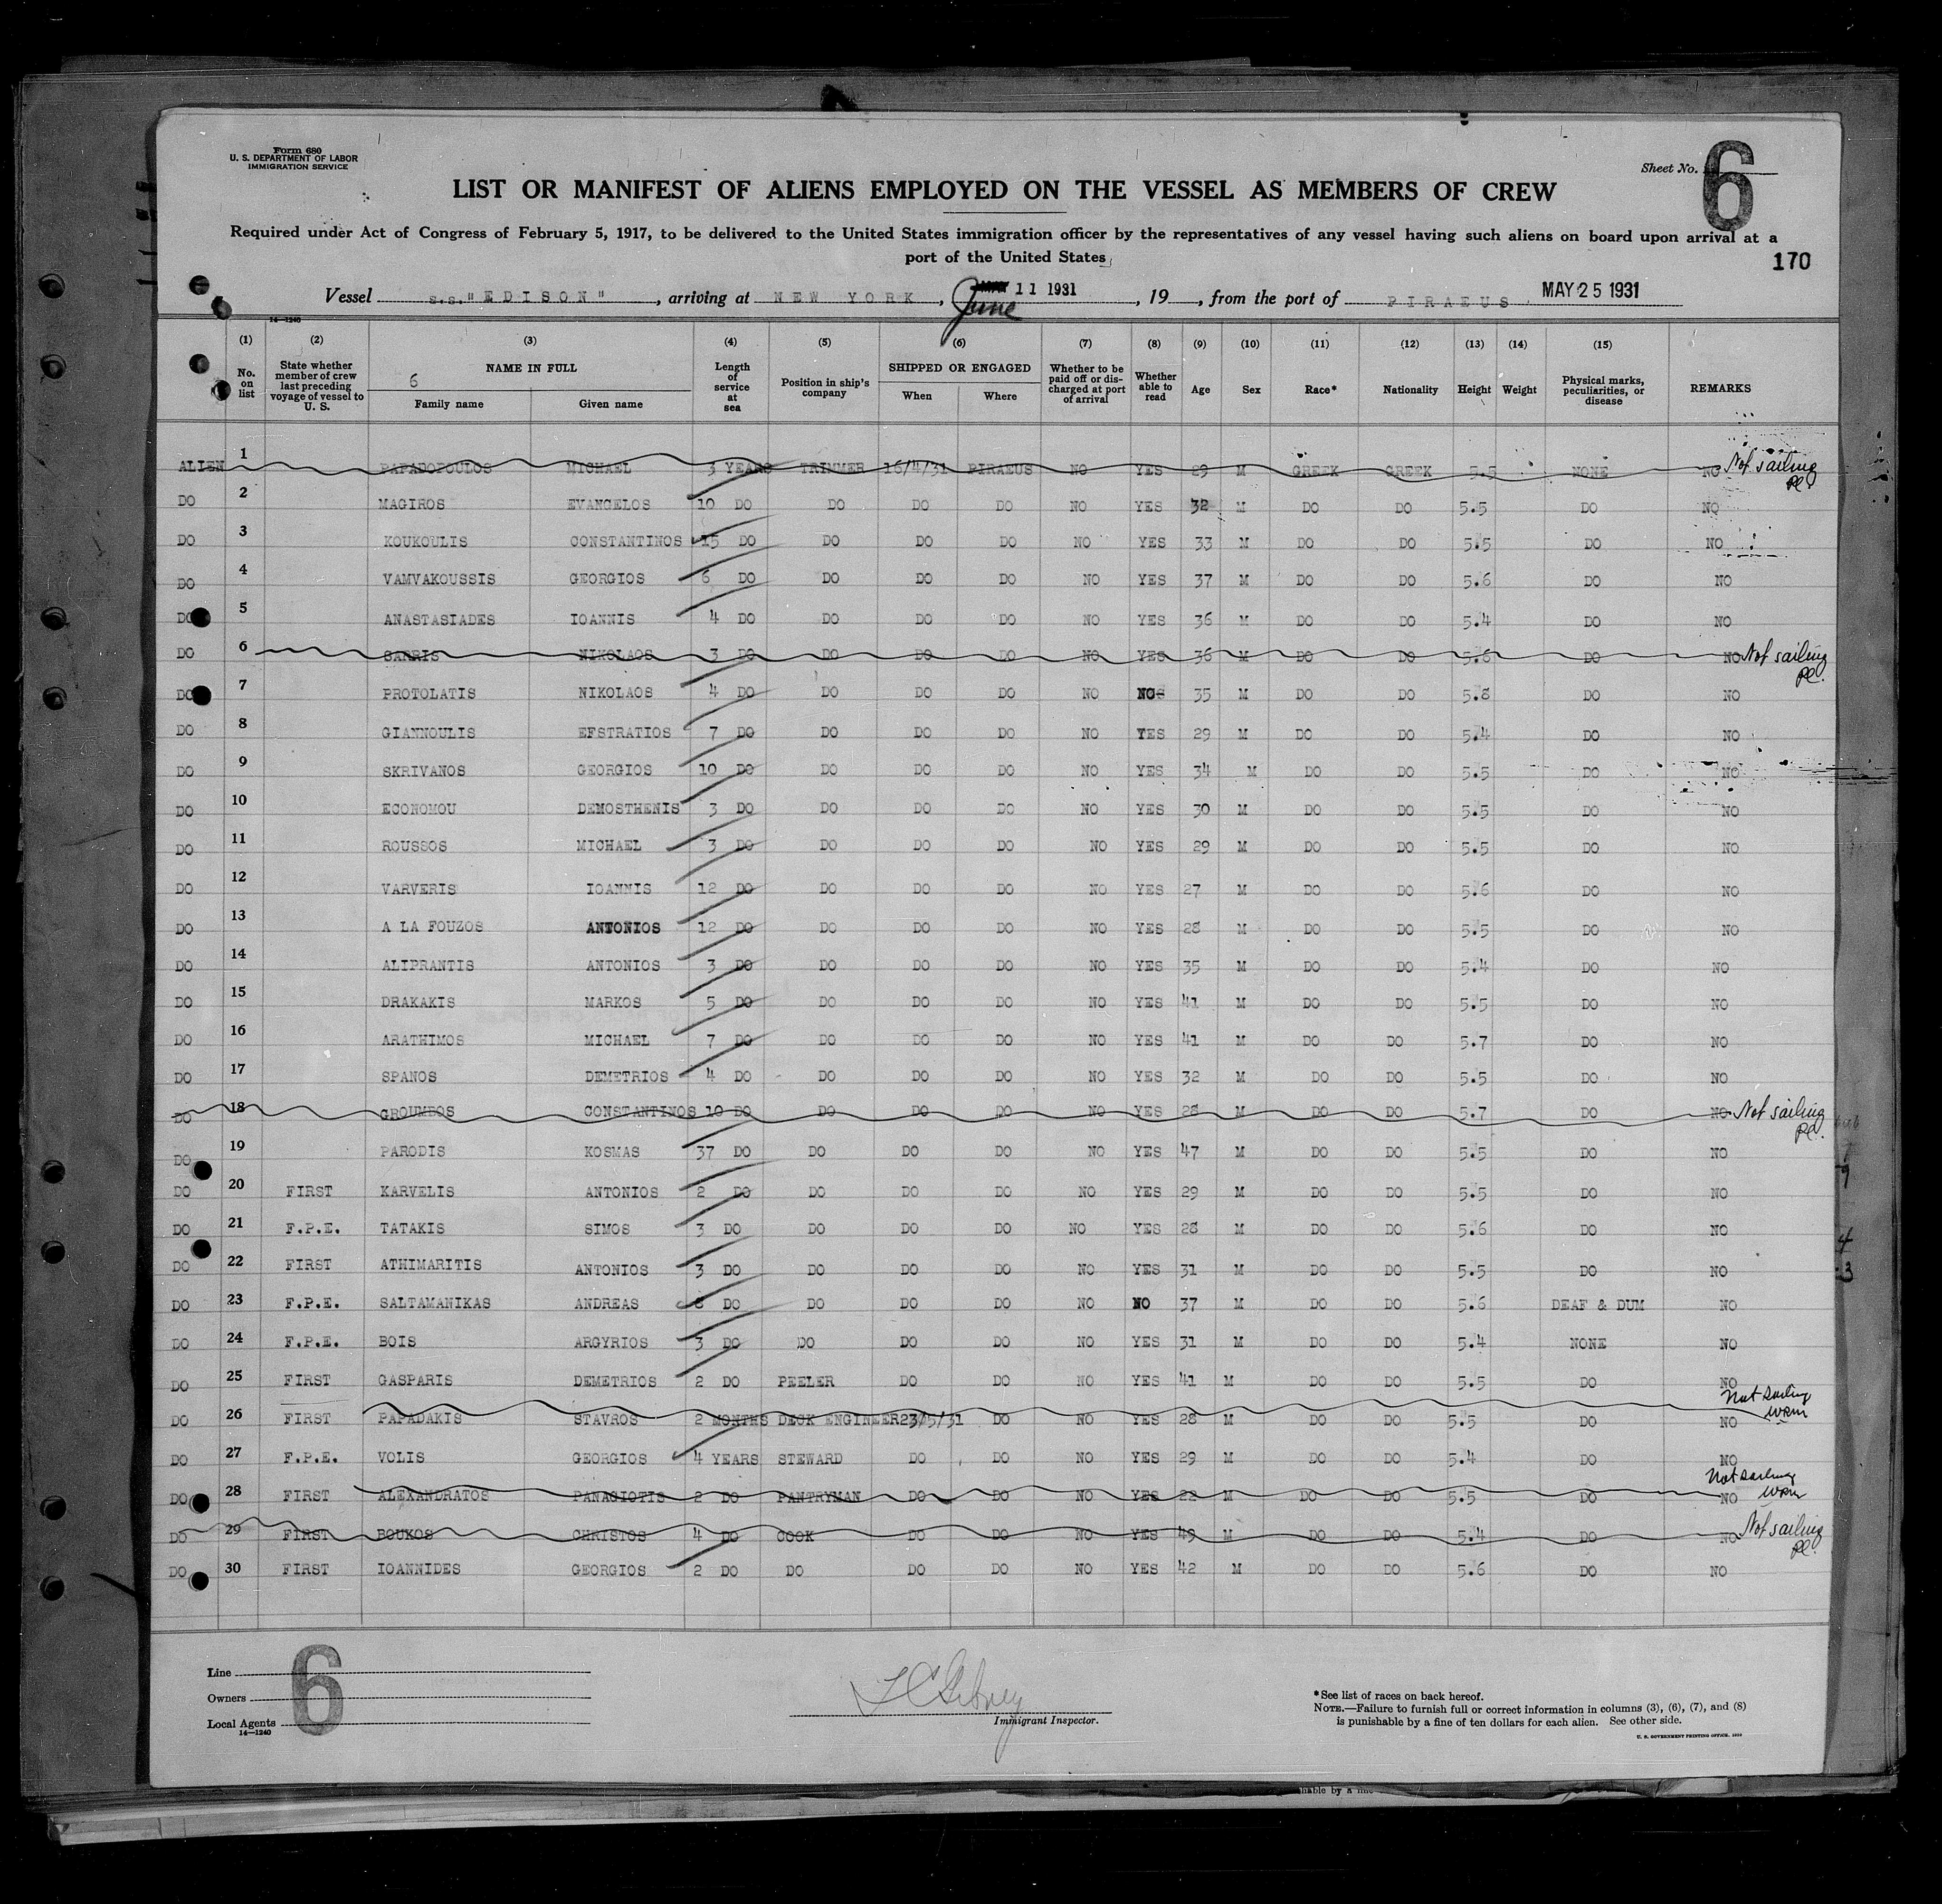 Form 680
U. S. DEPARTMENT OF LABOR
IMMIGRATION SERVICE
Sheet No. 6
LIST OR MANIFEST OF ALIENS EMPLOYED ON THE VESSEL AS MEMBERS OF CREW
Required under Act of Congress of February 5, 1917, to be delivered to the United States immigration officer by the representatives of any vessel having such aliens on board upon arrival at a
port of the United States
170
Vessel s.s."EDISON", arriving at NEW YORK, June 11 1931, 19, from the port of PIRAEUS MAY 25 1931
14—1240
(1) (2) (3) (4) (5) (6) (7) (8) (9) (10) (11) (12) (13) (14) (15)
No. on list State whether member of crew last preceding voyage of vessel to U. S. NAME IN FULL 6 Family name Given name Length of service at sea Position in ship's company SHIPPED OR ENGAGED When Where Whether to be paid off or discharged at port of arrival Whether able to read Age Sex Race* Nationality Height Weight Physical marks, peculiarities, or disease REMARKS
ALIEN 1 PAPADOPOULOS MICHAEL 3 YEARS TRIMMER 16/4/31 PIRAEUS NO YES 29 M GREEK GREEK 5.5 NONE NO Not sailing Pl.
DO 2 MAGIROS EVANGELOS 10 DO DO DO DO NO YES 32 M DO DO 5.5 DO NO
DO 3 KOUKOULIS CONSTANTINOS 15 DO DO DO DO NO YES 33 M DO DO 5.5 DO NO
DO 4 VAMVAKOUSSIS GEORGIOS 6 DO DO DO DO NO YES 37 M DO DO 5.6 DO NO
DO 5 ANASTASIADES IOANNIS 4 DO DO DO DO NO YES 36 M DO DO 5.4 DO NO
DO 6 SARRIS NIKOLAOS 3 DO DO DO DO NO YES 36 M DO DO 5.6 DO NO Not sailing Pl.
DO 7 PROTOLATIS NIKOLAOS 4 DO DO DO DO NO NO 35 M DO DO 5.8 DO NO
DO 8 GIANNOULIS EFSTRATIOS 7 DO DO DO DO NO YES 29 M DO DO 5.4 DO NO
DO 9 SKRIVANOS GEORGIOS 10 DO DO DO DO NO YES 34 M DO DO 5.5 DO NO
DO 10 ECONOMOU DEMOSTHENIS 3 DO DO DO DO NO YES 30 M DO DO 5.5 DO NO
DO 11 ROUSSOS MICHAEL 3 DO DO DO DO NO YES 29 M DO DO 5.5 DO NO
DO 12 VARVERIS IOANNIS 12 DO DO DO DO NO YES 27 M DO DO 5.6 DO NO
DO 13 A LA FOUZOS ANTONIOS 12 DO DO DO DO NO YES 28 M DO DO 5.5 DO NO
DO 14 ALIPRANTIS ANTONIOS 3 DO DO DO DO NO YES 35 M DO DO 5.4 DO NO
DO 15 DRAKAKIS MARKOS 5 DO DO DO DO NO YES 41 M DO DO 5.5 DO NO
DO 16 ARATHIMOS MICHAEL 7 DO DO DO DO NO YES 41 M DO DO 5.7 DO NO
DO 17 SPANOS DEMETRIOS 4 DO DO DO DO NO YES 32 M DO DO 5.5 DO NO
DO 18 GROUMBOS CONSTANTINOS 10 DO DO DO DO NO YES 28 M DO DO 5.7 DO NO Not sailing Pl.
DO 19 PARODIS KOSMAS 37 DO DO DO DO NO YES 47 M DO DO 5.5 DO NO
DO 20 FIRST KARVELIS ANTONIOS 2 DO DO DO DO NO YES 29 M DO DO 5.5 DO NO
DO 21 F.P.E. TATAKIS SIMOS 3 DO DO DO DO NO YES 28 M DO DO 5.6 DO NO
DO 22 FIRST ATHIMARITIS ANTONIOS 3 DO DO DO DO NO YES 31 M DO DO 5.5 DO NO
DO 23 F.P.E. SALTAMANIKAS ANDREAS DO DO DO DO NO NO 37 M DO DO 5.6 DEAF & DUM NO
DO 24 F.P.E. BOIS ARGYRIOS 3 DO DO DO DO NO YES 31 M DO DO 5.4 NONE NO
DO 25 FIRST GASPARIS DEMETRIOS 2 DO PEELER DO DO NO YES 41 M DO DO 5.5 DO NO
DO 26 FIRST PAPADAKIS STAVROS 2 MONTHS DECK ENGINEER 23/5/31 DO NO YES 28 M DO DO 5.5 DO NO Not sailing WRM
DO 27 F.P.E. VOLIS GEORGIOS 4 YEARS STEWARD DO DO NO YES 29 M DO DO 5.4 DO NO
DO 28 FIRST ALEXANDRATOS PANAGIOTIS 2 DO PANTRYMAN DO DO NO YES 22 M DO DO 5.5 DO NO Not sailing WRM
DO 29 FIRST BOUKOS CHRISTOS 4 DO COOK DO DO NO YES 49 M DO DO 5.4 DO NO Not sailing Pl.
DO 30 FIRST IOANNIDES GEORGIOS 2 DO DO DO DO NO YES 42 M DO DO 5.6 DO NO
Line
Owners
Local Agents
14—1240
6
Immigrant Inspector.
*See list of races on back hereof.
NOTE.—Failure to furnish full or correct information in columns (3), (6), (7), and (8)
is punishable by a fine of ten dollars for each alien. See other side.
U. S. GOVERNMENT PRINTING OFFICE